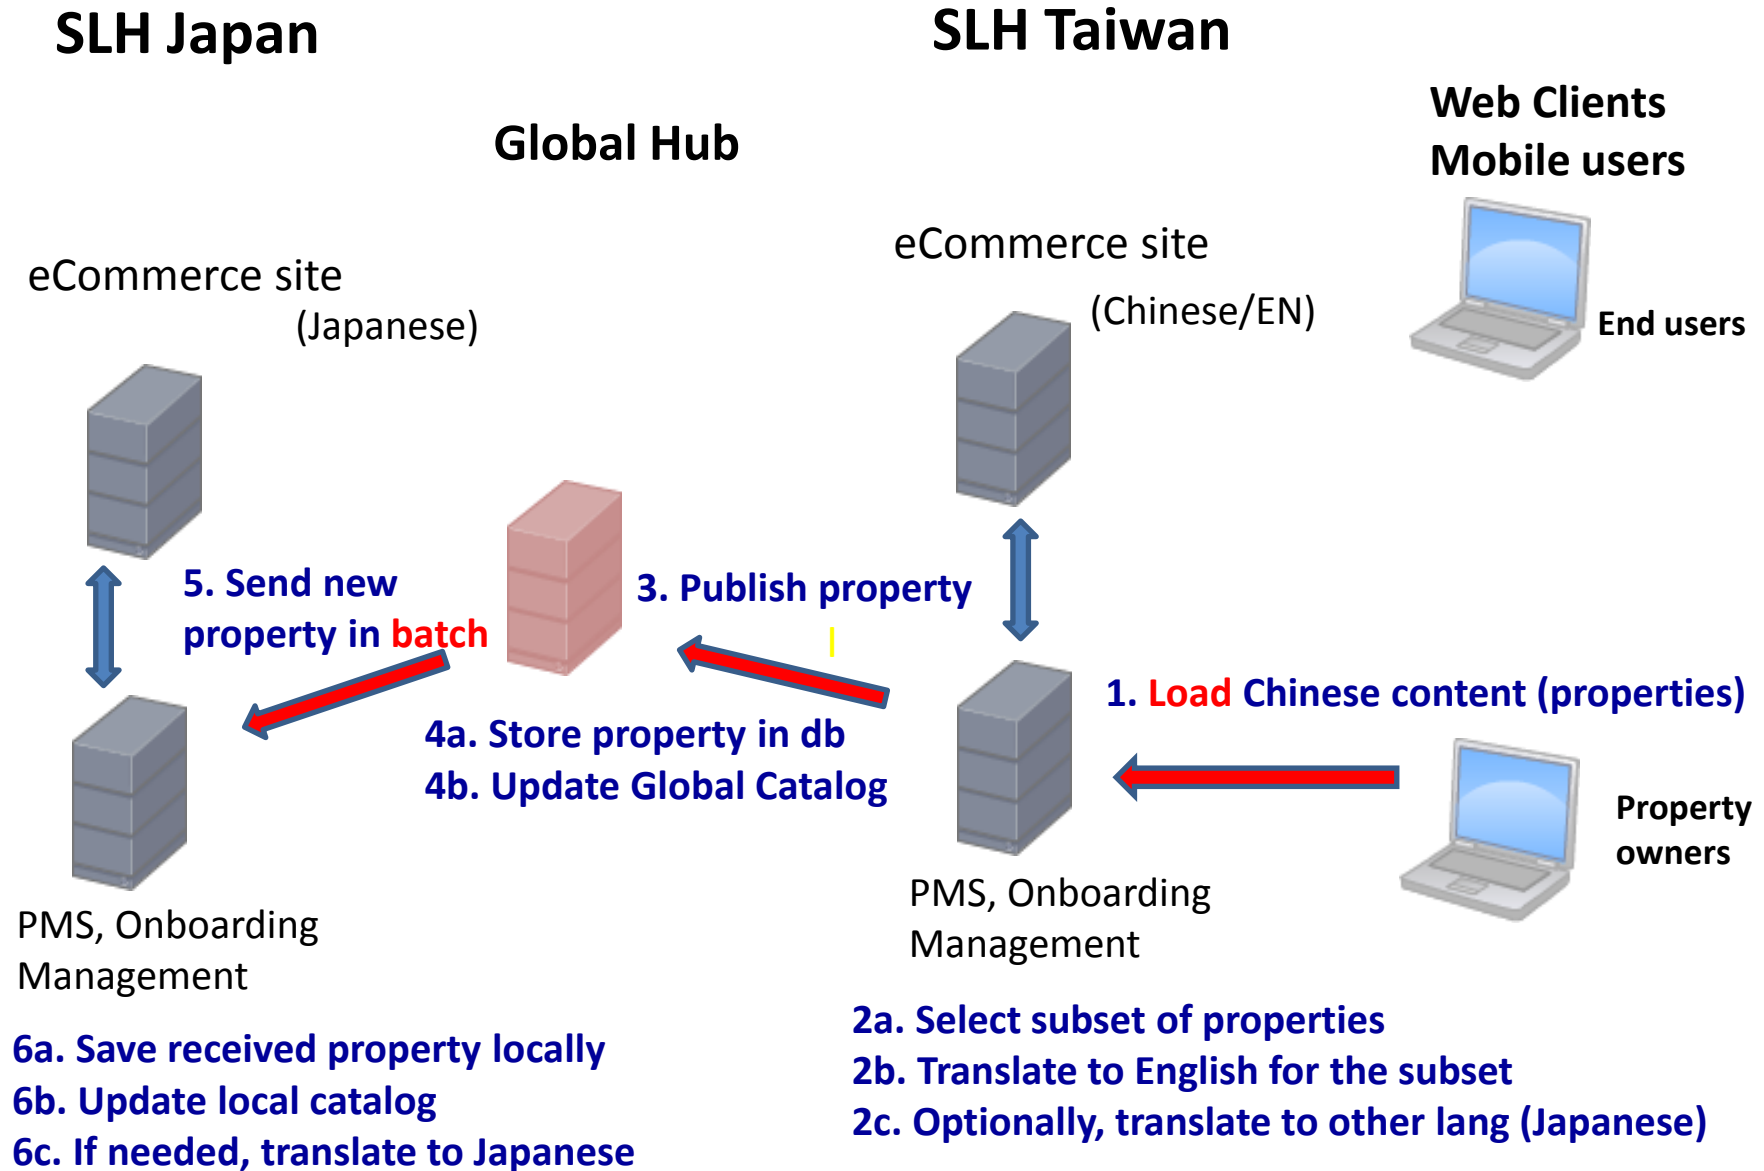 SLH Japan
SLH Taiwan
Global Hub
Web Clients
Mobile users
eCommerce site
(Japanese)
eCommerce site
(Chinese/EN)
End users
5. Send new
property in batch
3. Publish property
1. Load Chinese content (properties)
4a. Store property in db
4b. Update Global Catalog
Property
owners
PMS, Onboarding
Management
PMS, Onboarding
Management
6a. Save received property locally
6b. Update local catalog
6c. If needed, translate to Japanese
2a. Select subset of properties
2b. Translate to English for the subset
2c. Optionally, translate to other lang (Japanese)